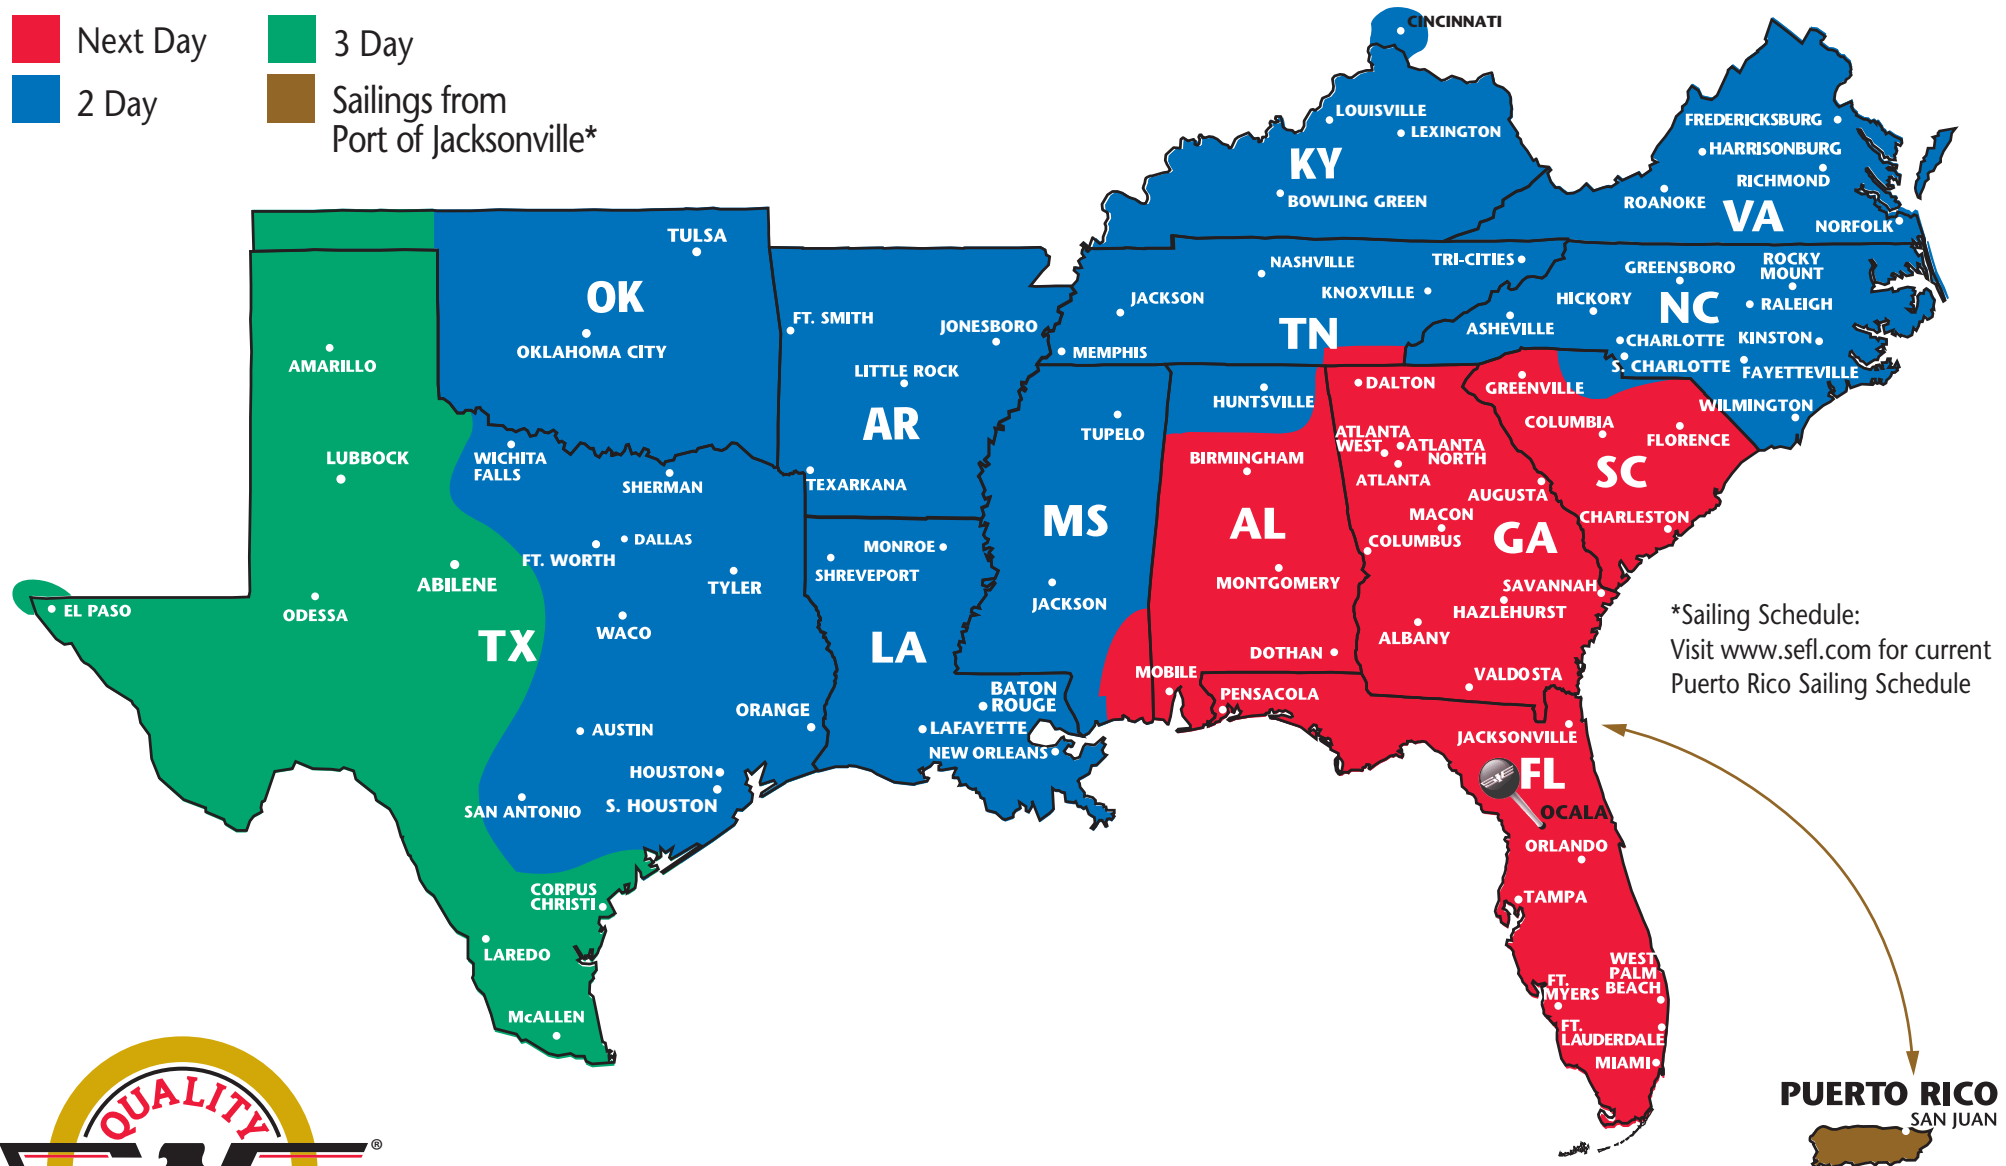 Next Day
3 Day
2 Day
Sailings from
Port of Jacksonville*
CINCINNATI
LOUISVILLE
LEXINGTON
KY
BOWLING GREEN
FREDERICKSBURG
HARRISONBURG
RICHMOND
ROANOKE
VA
NORFOLK
TULSA
OK
OKLAHOMA CITY
FT. SMITH
JONESBORO
LITTLE ROCK
AR
TEXARKANA
NASHVILLE
TRI-CITIES
JACKSON
KNOXVILLE
TN
MEMPHIS
GREENSBORO
ROCKY
MOUNT
HICKORY
NC
RALEIGH
ASHEVILLE
CHARLOTTE
KINSTON
S. CHARLOTTE
FAYETTEVILLE
WILMINGTON
AMARILLO
LUBBOCK
WICHITA
FALLS
SHERMAN
DALLAS
FT. WORTH
ABILENE
TYLER
EL PASO
ODESSA
WACO
TX
AUSTIN
ORANGE
HOUSTON
S. HOUSTON
SAN ANTONIO
CORPUS
CHRISTI
LAREDO
McALLEN
MONROE
SHREVEPORT
LA
BATON
ROUGE
LAFAYETTE
NEW ORLEANS
TUPELO
MS
JACKSON
HUNTSVILLE
BIRMINGHAM
AL
MONTGOMERY
DOTHAN
MOBILE
DALTON
ATLANTA
WEST
ATLANTA
NORTH
ATLANTA
AUGUSTA
MACON
COLUMBUS
GA
SAVANNAH
HAZLEHURST
ALBANY
VALDOSTA
GREENVILLE
COLUMBIA
FLORENCE
SC
CHARLESTON
PENSACOLA
JACKSONVILLE
FL
OCALA
ORLANDO
TAMPA
WEST
PALM
BEACH
FT.
MYERS
FT.
LAUDERDALE
MIAMI
*Sailing Schedule:
Visit www.sefl.com for current
Puerto Rico Sailing Schedule
PUERTO RICO
SAN JUAN
QUALITY
®